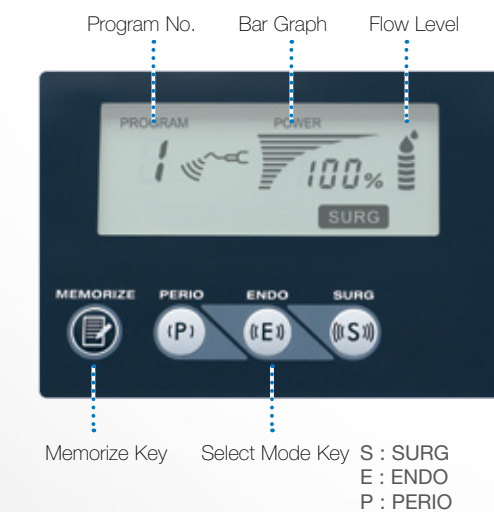 Program No. Bar Graph Flow Level
PROGRAM POWER
1 100%
SURG
MEMORIZE PERIO ENDO SURG
(P) ((E)) (((S)))
Memorize Key Select Mode Key S : SURG
E : ENDO
P : PERIO